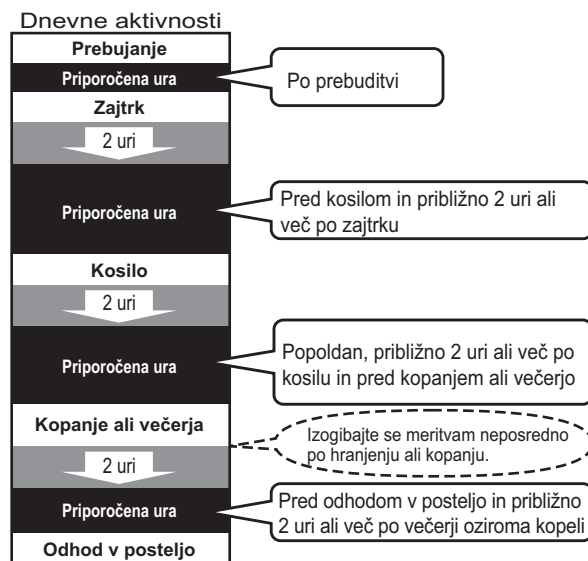 Dnevne aktivnosti
Prebujanje
Priporočena ura
Po prebuditvi
Zajtrk
2 uri
Priporočena ura
Pred kosilom in približno 2 uri ali
več po zajtrku
Kosilo
2 uri
Priporočena ura
Popoldan, približno 2 uri ali več po
kosilu in pred kopanjem ali večerjo
Kopanje ali večerja
Izogibajte se meritvam neposredno
po hranjenju ali kopanju.
2 uri
Priporočena ura
Pred odhodom v posteljo in približno
2 uri ali več po večerji oziroma kopeli
Odhod v posteljo